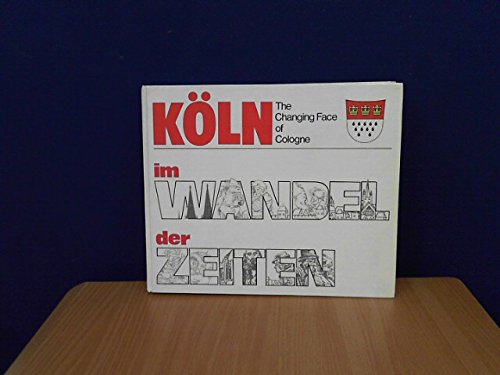 KÖLN
The
Changing Face
of
Cologne
im
WANDEL
der
ZEITEN